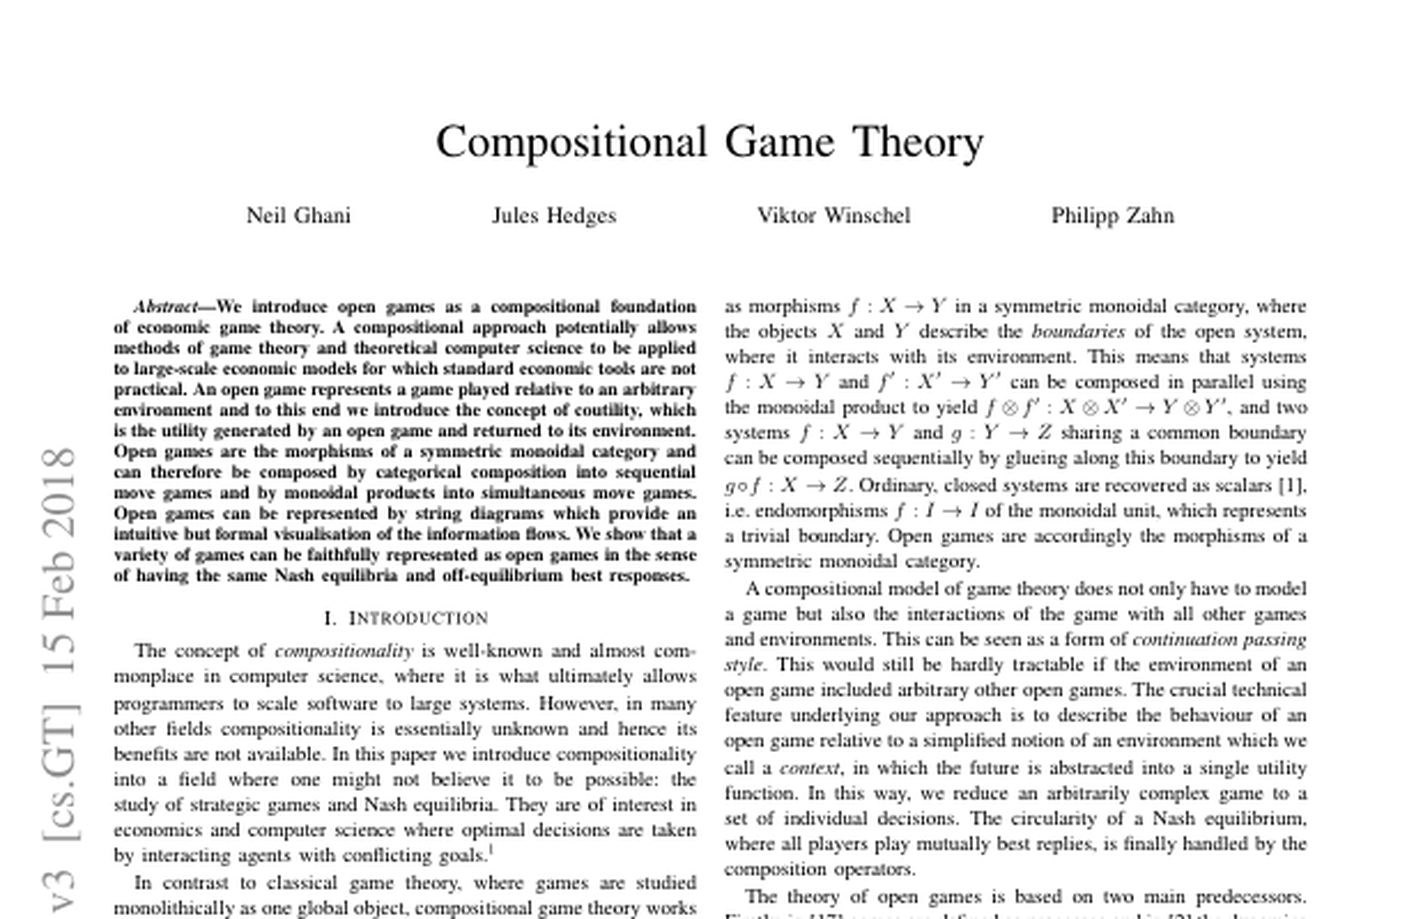 Compositional Game Theory
Neil Ghani Jules Hedges Viktor Winschel Philipp Zahn
Abstract—We introduce open games as a compositional foundation
of economic game theory. A compositional approach potentially allows
methods of game theory and theoretical computer science to be applied
to large-scale economic models for which standard economic tools are not
practical. An open game represents a game played relative to an arbitrary
environment and to this end we introduce the concept of coutility, which
is the utility generated by an open game and returned to its environment.
Open games are the morphisms of a symmetric monoidal category and
can therefore be composed by categorical composition into sequential
move games and by monoidal products into simultaneous move games.
Open games can be represented by string diagrams which provide an
intuitive but formal visualisation of the information flows. We show that a
variety of games can be faithfully represented as open games in the sense
of having the same Nash equilibria and off-equilibrium best responses.
I. INTRODUCTION
The concept of compositionality is well-known and almost com-
monplace in computer science, where it is what ultimately allows
programmers to scale software to large systems. However, in many
other fields compositionality is essentially unknown and hence its
benefits are not available. In this paper we introduce compositionality
into a field where one might not believe it to be possible: the
study of strategic games and Nash equilibria. They are of interest in
economics and computer science where optimal decisions are taken
by interacting agents with conflicting goals.¹
In contrast to classical game theory, where games are studied
monolithically as one global object, compositional game theory works
as morphisms f : X → Y in a symmetric monoidal category, where
the objects X and Y describe the boundaries of the open system,
where it interacts with its environment. This means that systems
f : X → Y and f′ : X′ → Y′ can be composed in parallel using
the monoidal product to yield f ⊗ f′ : X ⊗ X′ → Y ⊗ Y′, and two
systems f : X → Y and g : Y → Z sharing a common boundary
can be composed sequentially by glueing along this boundary to yield
g∘f : X → Z. Ordinary, closed systems are recovered as scalars [1],
i.e. endomorphisms f : I → I of the monoidal unit, which represents
a trivial boundary. Open games are accordingly the morphisms of a
symmetric monoidal category.
A compositional model of game theory does not only have to model
a game but also the interactions of the game with all other games
and environments. This can be seen as a form of continuation passing
style. This would still be hardly tractable if the environment of an
open game included arbitrary other open games. The crucial technical
feature underlying our approach is to describe the behaviour of an
open game relative to a simplified notion of an environment which we
call a context, in which the future is abstracted into a single utility
function. In this way, we reduce an arbitrarily complex game to a
set of individual decisions. The circularity of a Nash equilibrium,
where all players play mutually best replies, is finally handled by the
composition operators.
The theory of open games is based on two main predecessors.
v3 [cs.GT] 15 Feb 2018